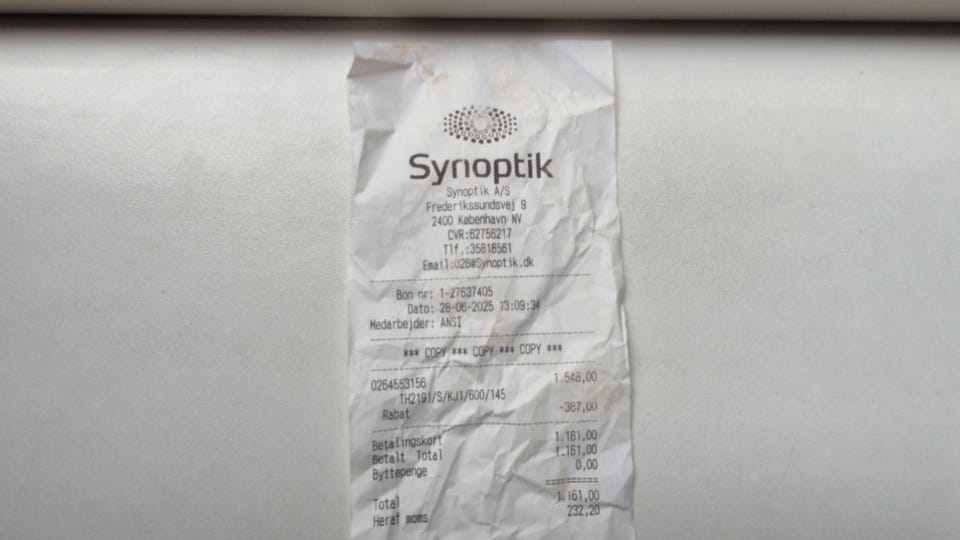 Synoptik
Synoptik A/S
Frederikssundsvej 9
2400 København NV
CVR:62756217
Tlf.:35818561
Email:026@Synoptik.dk
Bon nr: 1-27637405
Dato: 28-06-2025 13:09:34
Medarbejder: ANSI
*** COPY *** COPY *** COPY ***
0264553156 1.548,00
TH2191/S/KJ1/600/145
Rabat -387,00
Betalingskort 1.161,00
Betalt Total 1.161,00
Byttepenge 0,00
Total 1.161,00
Heraf moms 232,20